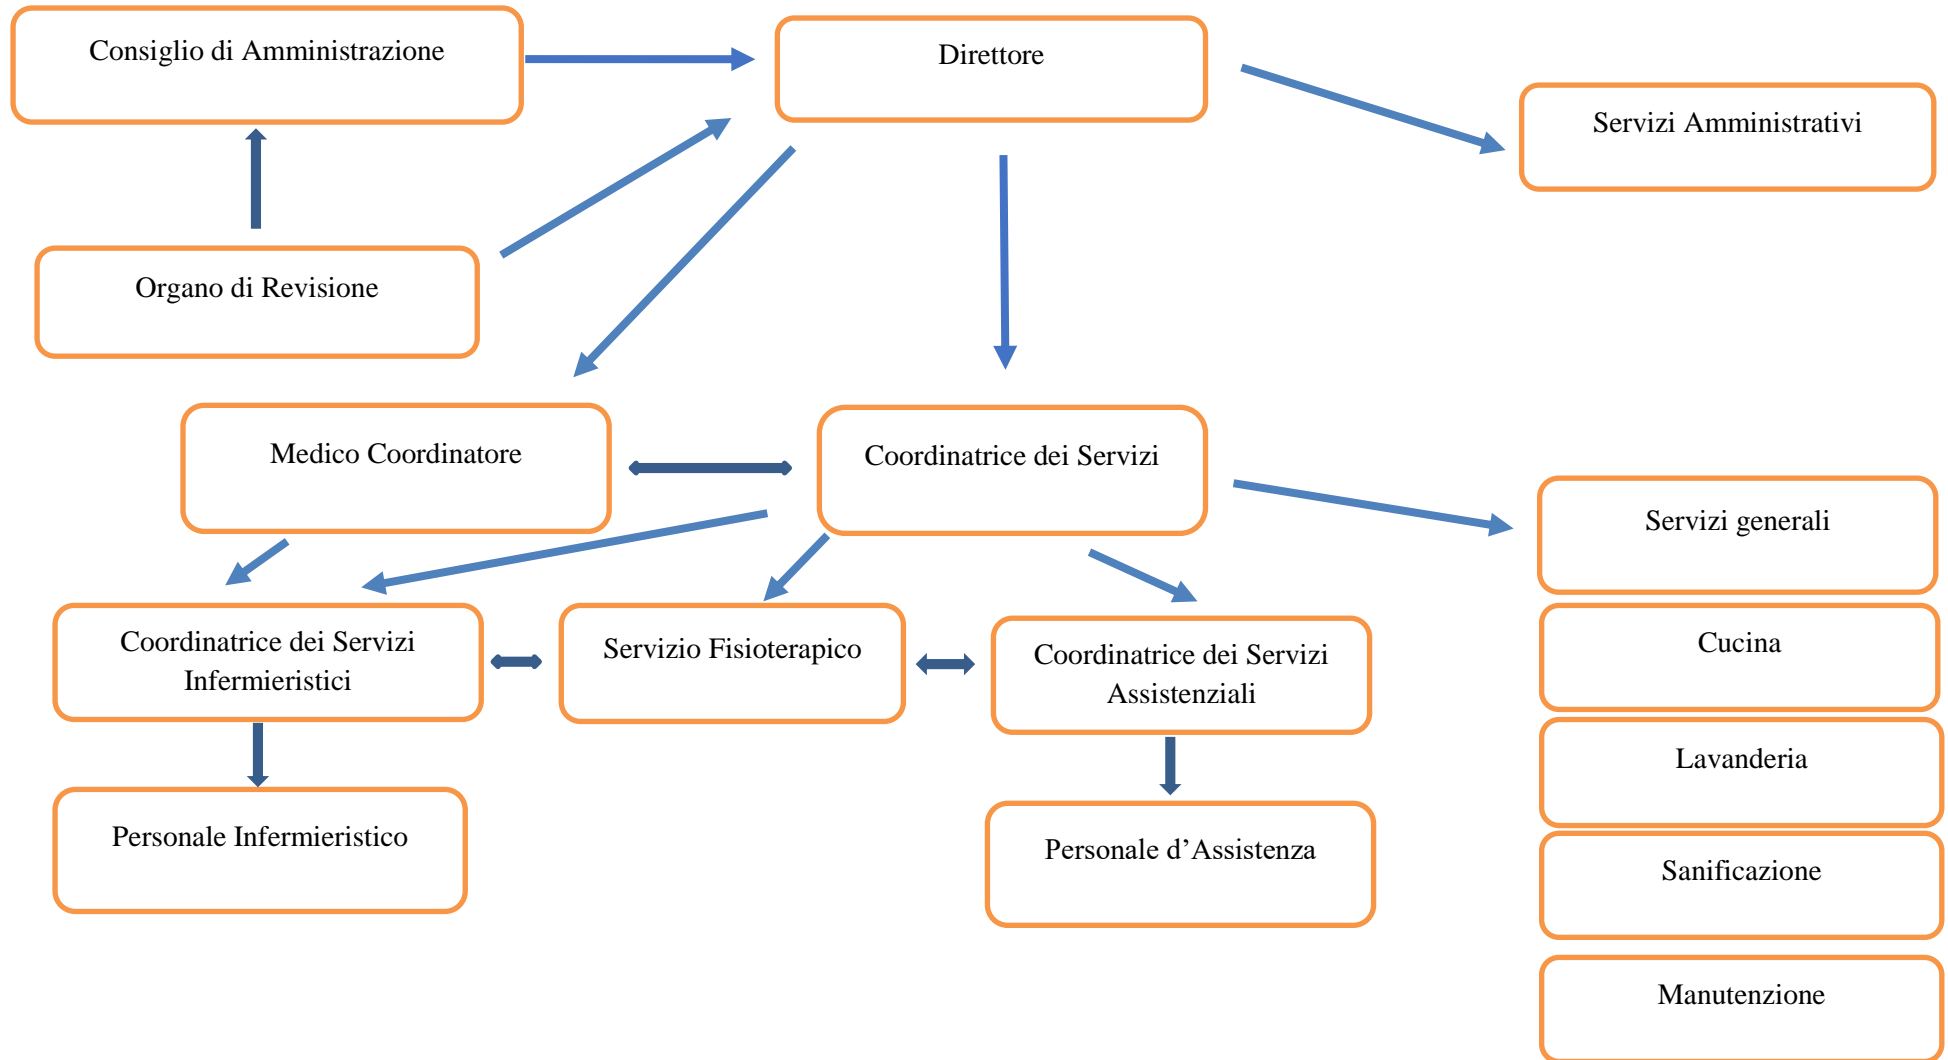 Consiglio di Amministrazione
Direttore
Servizi Amministrativi
Organo di Revisione
Medico Coordinatore
Coordinatrice dei Servizi
Servizi generali
Coordinatrice dei Servizi
Infermieristici
Servizio Fisioterapico
Coordinatrice dei Servizi
Assistenziali
Cucina
Lavanderia
Personale Infermieristico
Personale d’Assistenza
Sanificazione
Manutenzione